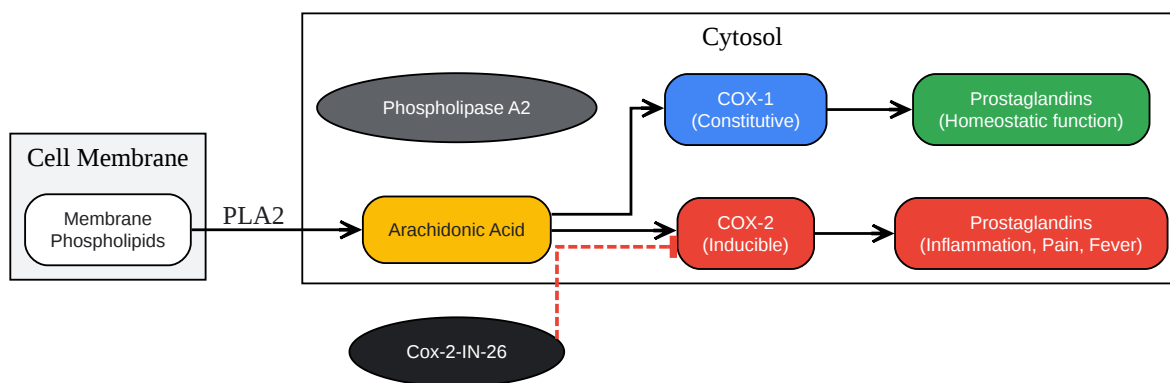 Cytosol
Phospholipase A2
COX-1
(Constitutive)
Prostaglandins
(Homeostatic function)
Cell Membrane
Membrane
Phospholipids
PLA2
Arachidonic Acid
COX-2
(Inducible)
Prostaglandins
(Inflammation, Pain, Fever)
Cox-2-IN-26